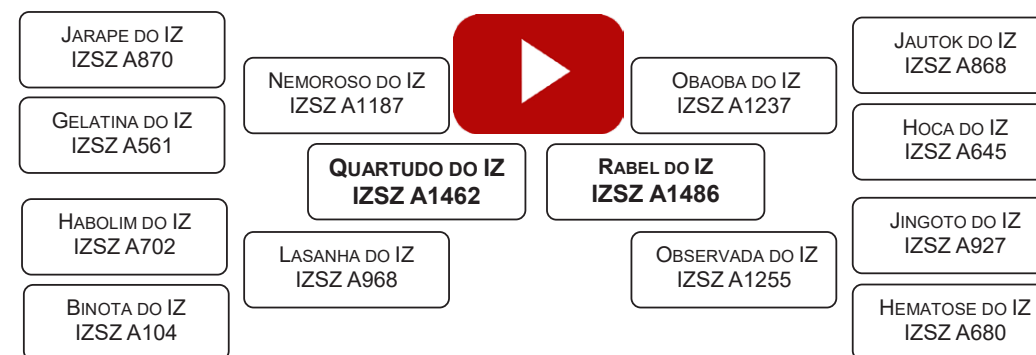 JARAPE DO IZ
IZSZ A870
GELATINA DO IZ
IZSZ A561
HABOLIM DO IZ
IZSZ A702
BINOTA DO IZ
IZSZ A104
NEMOROSO DO IZ
IZSZ A1187
QUARTUDO DO IZ
IZSZ A1462
LASANHA DO IZ
IZSZ A968
OBAOBA DO IZ
IZSZ A1237
RABEL DO IZ
IZSZ A1486
OBSERVADA DO IZ
IZSZ A1255
JAUTOK DO IZ
IZSZ A868
HOCA DO IZ
IZSZ A645
JINGOTO DO IZ
IZSZ A927
HEMATOSE DO IZ
IZSZ A680